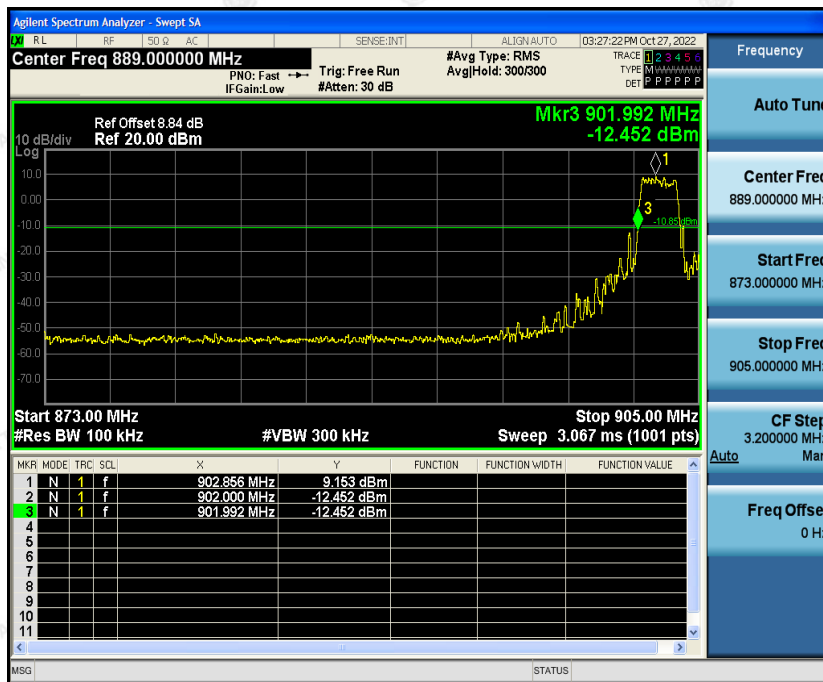 Agilent Spectrum Analyzer - Swept SA
LXI RL RF 50 Ω AC SENSE:INT ALIGN AUTO 03:27:22 PM Oct 27, 2022
Center Freq 889.000000 MHz
PNO: Fast
IFGain:Low
Trig: Free Run
#Atten: 30 dB
#Avg Type: RMS
Avg|Hold: 300/300
TRACE 1 2 3 4 5 6
TYPE M W W W W W
DET P P P P P P
Mkr3 901.992 MHz
-12.452 dBm
Ref Offset 8.84 dB
10 dB/div Ref 20.00 dBm
Log
10.0
0.00
-10.0
-20.0
-30.0
-40.0
-50.0
-60.0
-70.0
1
3
-10.85 dBm
Start 873.00 MHz Stop 905.00 MHz
#Res BW 100 kHz #VBW 300 kHz Sweep 3.067 ms (1001 pts)
MKR MODE TRC SCL X Y FUNCTION FUNCTION WIDTH FUNCTION VALUE
1 N 1 f 902.856 MHz 9.153 dBm
2 N 1 f 902.000 MHz -12.452 dBm
3 N 1 f 901.992 MHz -12.452 dBm
4
5
6
7
8
9
10
11
MSG STATUS
Frequency
Auto Tune
Center Freq
889.000000 MHz
Start Freq
873.000000 MHz
Stop Freq
905.000000 MHz
CF Step
3.200000 MHz
Auto Man
Freq Offset
0 Hz